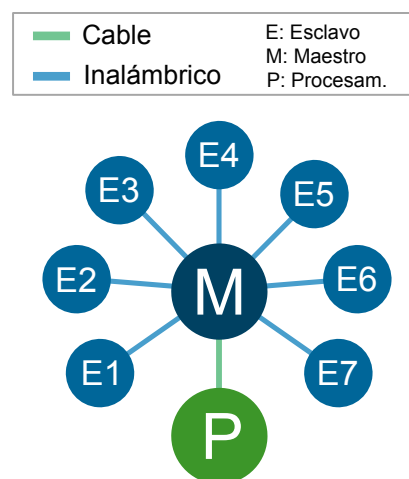 Cable
Inalámbrico
E: Esclavo
M: Maestro
P: Procesam.
E4
E3
E5
E2
M
E6
E1
E7
P